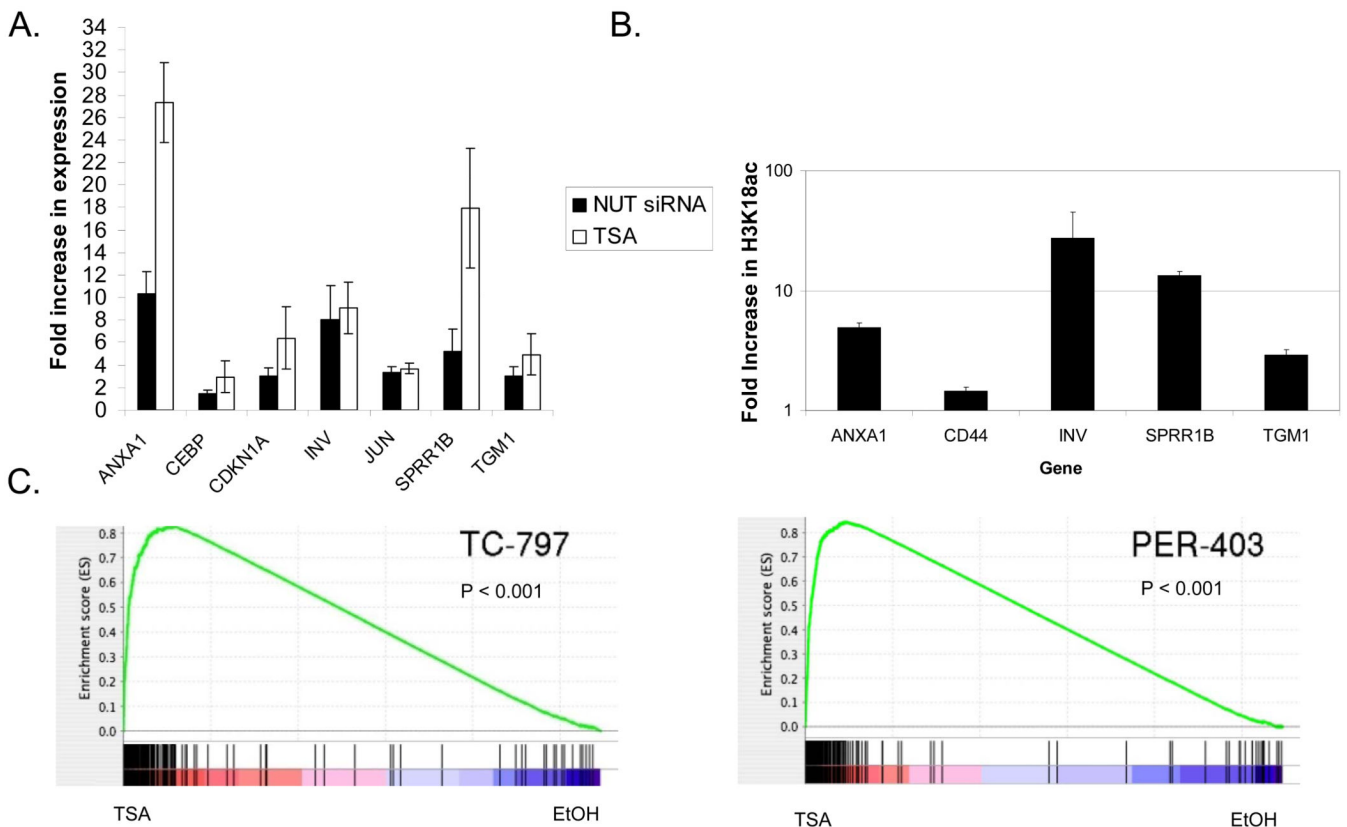 A.
34
32
30
28
26
24
22
20
18
16
14
12
10
8
6
4
2
0
Fold increase in expression
ANXA1
CEBP
CDKN1A
INV
JUN
SPRR1B
TGM1
NUT siRNA
TSA
B.
100
10
1
Fold Increase in H3K18ac
ANXA1 CD44 INV SPRR1B TGM1
Gene
C.
0.8
0.7
0.6
0.5
0.4
0.3
0.2
0.1
0.0
Enrichment score (ES)
TC-797
P < 0.001
TSA EtOH
0.8
0.7
0.6
0.5
0.4
0.3
0.2
0.1
0.0
Enrichment score (ES)
PER-403
P < 0.001
TSA EtOH